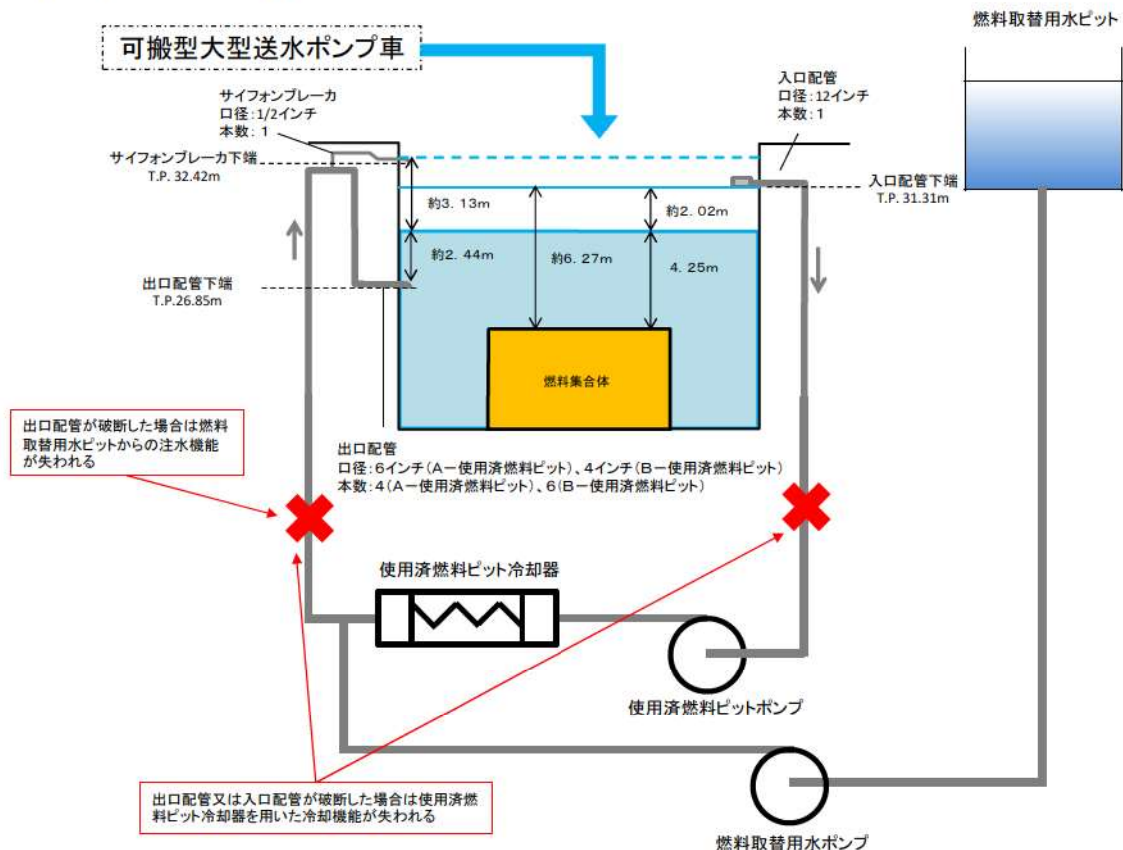 燃料取替用水ピット
可搬型大型送水ポンプ車
サイフォンブレーカ
口径：1/2インチ
本数： 1
入口配管
口径：12インチ
本数：1
サイフォンブレーカ下端
T.P. 32.42m
入口配管下端
T.P. 31.31m
約3．13m
約2．02m
約2．44m
約6．27m
4．25m
出口配管下端
T.P.26.85m
燃料集合体
出口配管が破断した場合は燃料
取替用水ピットからの注水機能
が失われる
出口配管
口径：6インチ（A－使用済燃料ピット）、4インチ（B－使用済燃料ピット）
本数：4（A－使用済燃料ピット）、6（B－使用済燃料ピット）
使用済燃料ピット冷却器
使用済燃料ピットポンプ
出口配管又は入口配管が破断した場合は使用済燃
料ピット冷却器を用いた冷却機能が失われる
燃料取替用水ポンプ